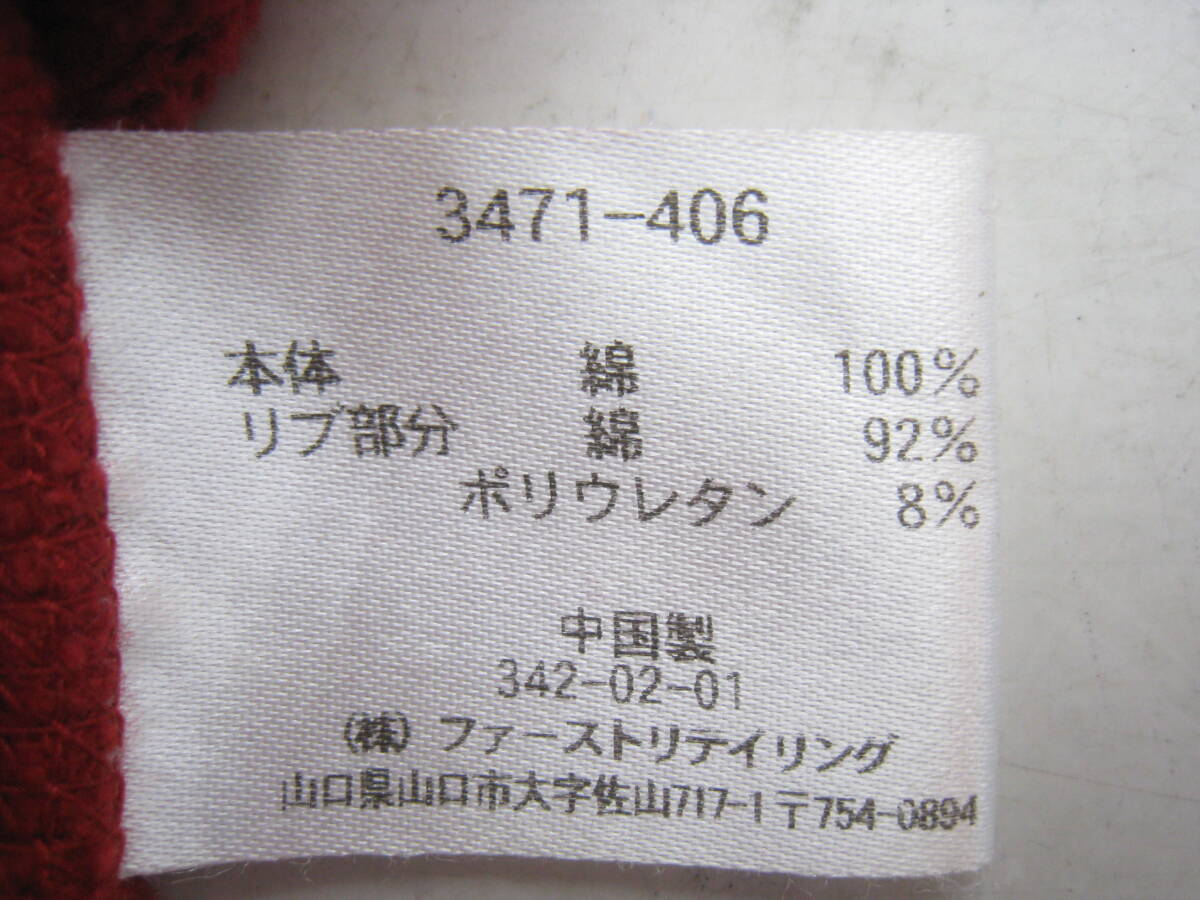 3471-406
本体 綿 100%
リブ部分 綿 92%
ポリウレタン 8%
中国製
342-02-01
(株) ファーストリテイリング
山口県山口市大字佐山717-1〒754-0894